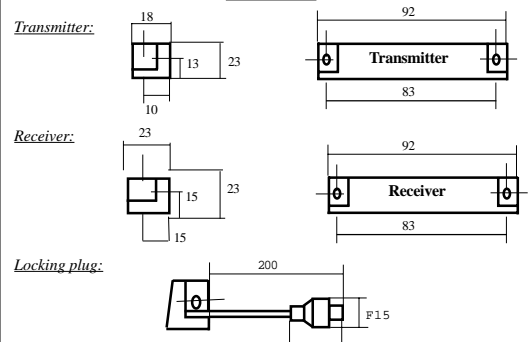 Transmitter:
18
23
13
10
92
Transmitter
83
Receiver:
23
23
15
15
92
Receiver
83
Locking plug:
200
F15